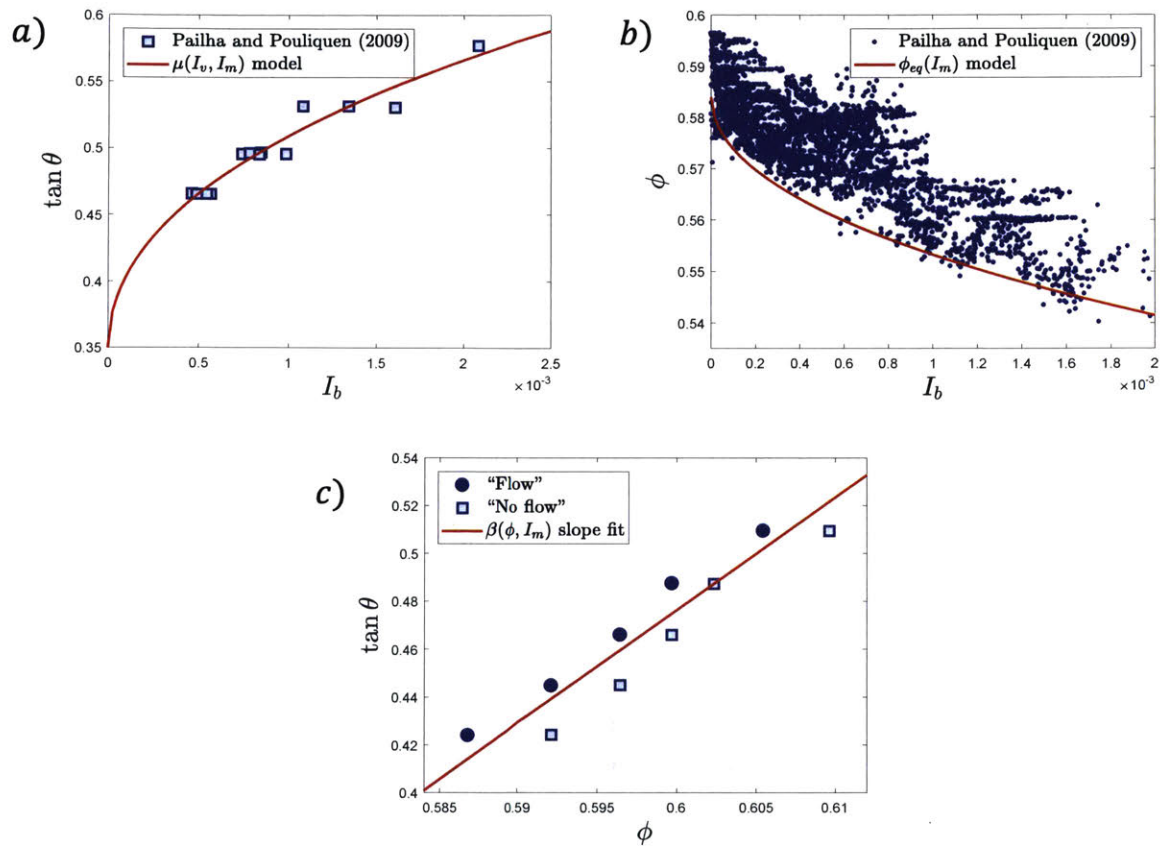 a)
Pailha and Pouliquen (2009)
μ(I_v, I_m) model
0.6
0.55
0.5
0.45
0.4
0.35
tan θ
0
0.5
1
1.5
2
2.5
×10⁻³
I_b
b)
Pailha and Pouliquen (2009)
ϕ_eq(I_m) model
0.6
0.59
0.58
0.57
0.56
0.55
0.54
ϕ
0
0.2
0.4
0.6
0.8
1
1.2
1.4
1.6
1.8
2
×10⁻³
I_b
c)
“Flow”
“No flow”
β(ϕ, I_m) slope fit
0.54
0.52
0.5
0.48
0.46
0.44
0.42
0.4
tan θ
0.585
0.59
0.595
0.6
0.605
0.61
ϕ